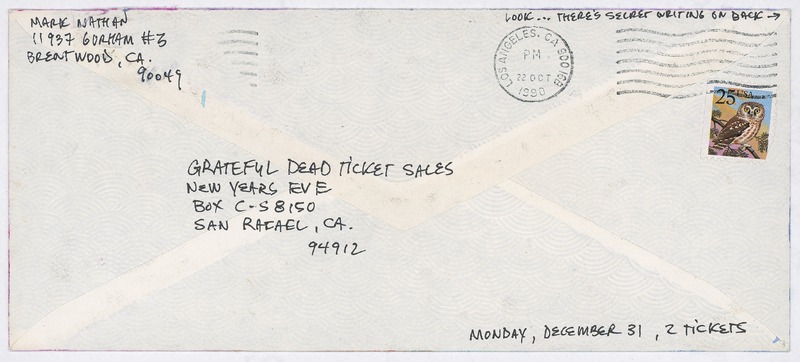 MARK NATHAN
11937 GORHAM #3
BRENTWOOD, CA.
90049
LOOK... THERE'S SECRET WRITING ON BACK →
LOS ANGELES, CA 900
PM
22 OCT
1990
25 USA
GRATEFUL DEAD TICKET SALES
NEW YEARS EVE
BOX C-S 8150
SAN RAFAEL, CA.
94912
MONDAY, DECEMBER 31, 2 TICKETS